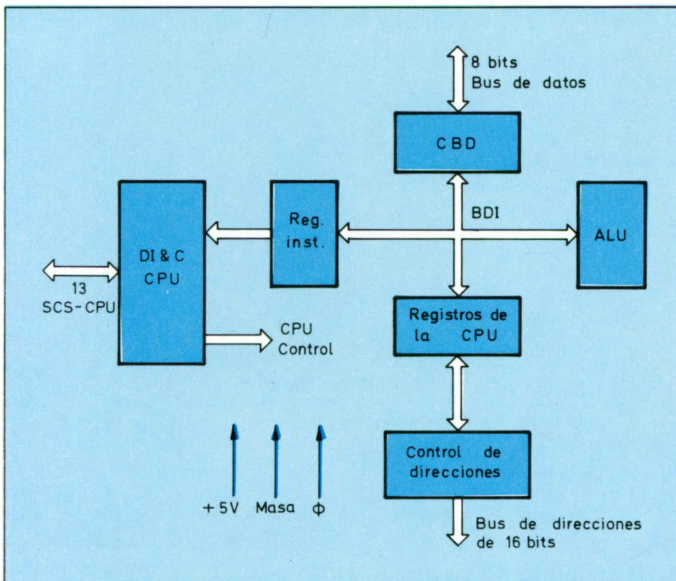 8 bits
Bus de datos
CBD
BDI
ALU
Reg.
inst.
DI & C
CPU
13
SCS-CPU
CPU
Control
Registros de
la CPU
Control de
direcciones
+5V Masa Φ
Bus de direcciones
de 16 bits